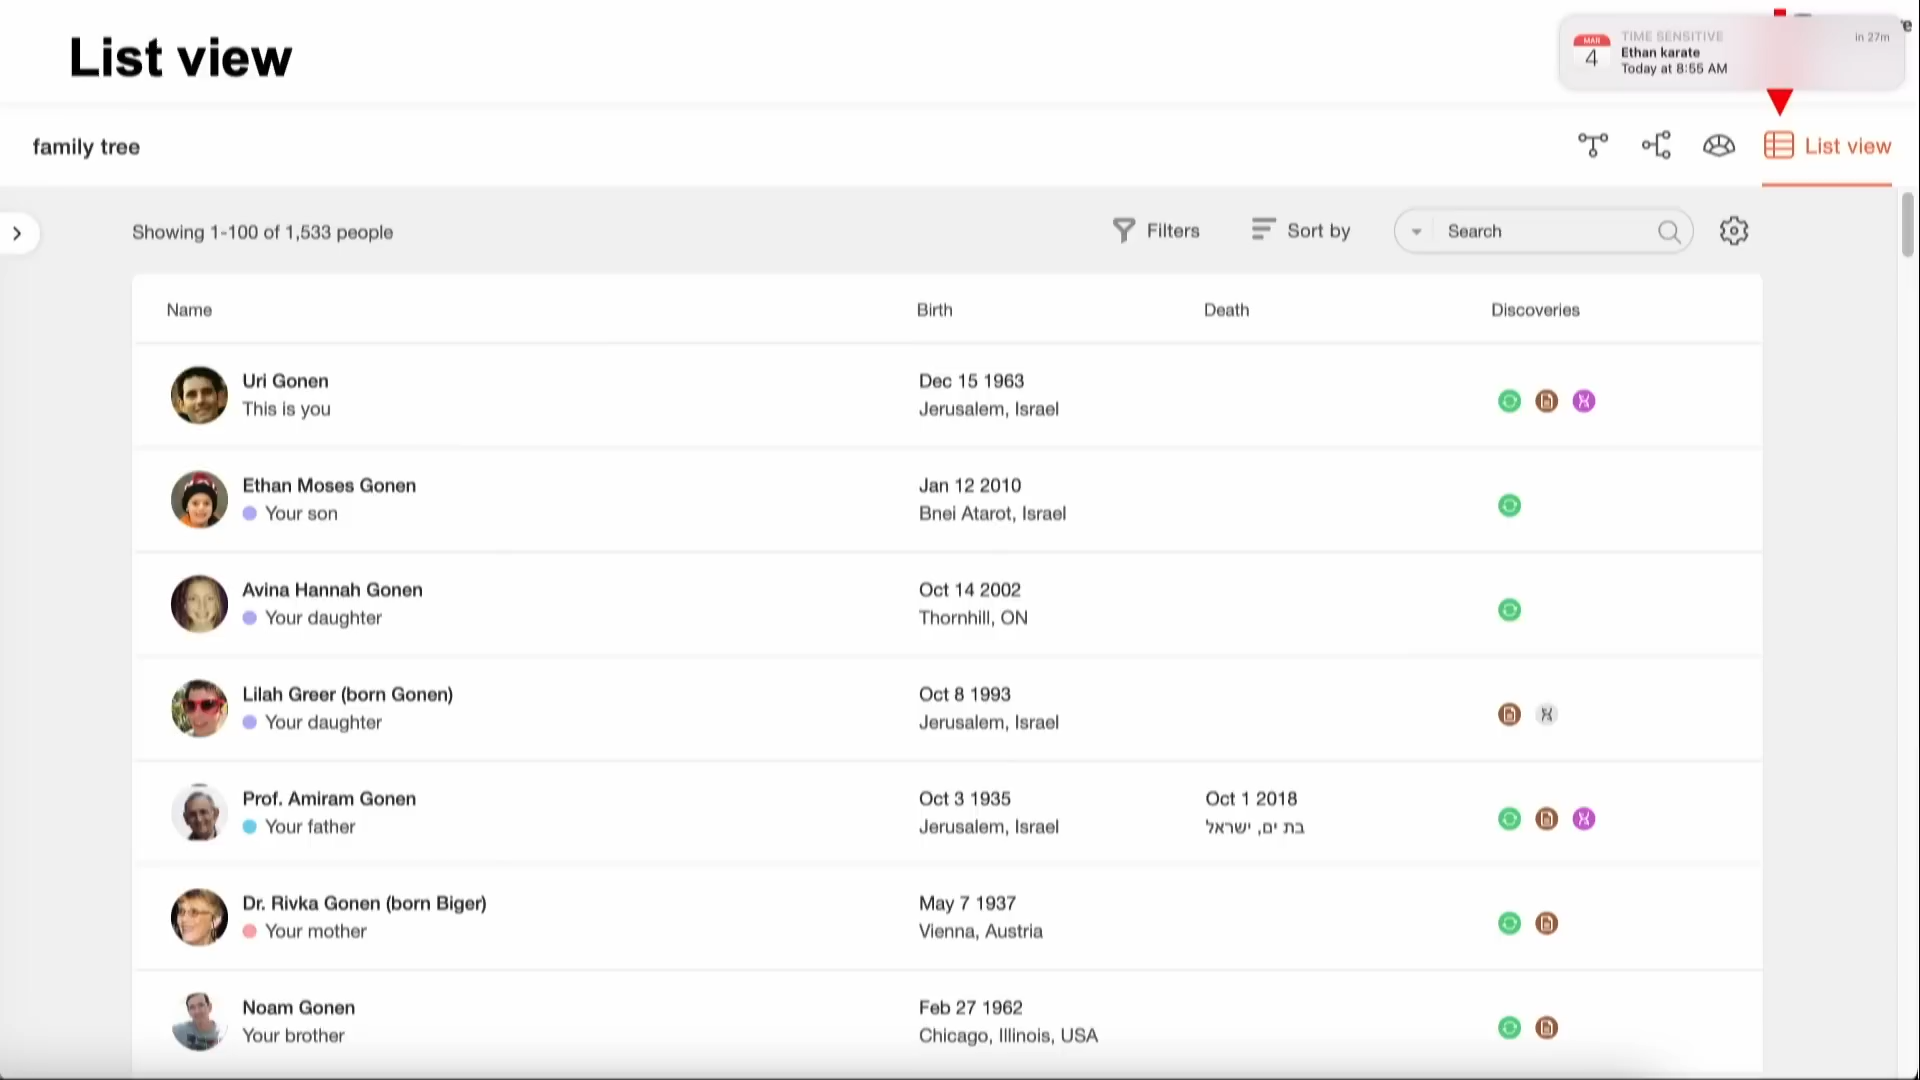 List view
MAR
4
TIME SENSITIVE
in 27m
Ethan karate
Today at 8:55 AM
family tree
List view
Showing 1-100 of 1,533 people
Filters
Sort by
Search
Name
Birth
Death
Discoveries
Uri Gonen
Dec 15 1963
This is you
Jerusalem, Israel
Ethan Moses Gonen
Jan 12 2010
Your son
Bnei Atarot, Israel
Avina Hannah Gonen
Oct 14 2002
Your daughter
Thornhill, ON
Lilah Greer (born Gonen)
Oct 8 1993
Your daughter
Jerusalem, Israel
Prof. Amiram Gonen
Oct 3 1935
Oct 1 2018
Your father
Jerusalem, Israel
בת ים, ישראל
Dr. Rivka Gonen (born Biger)
May 7 1937
Your mother
Vienna, Austria
Noam Gonen
Feb 27 1962
Your brother
Chicago, Illinois, USA